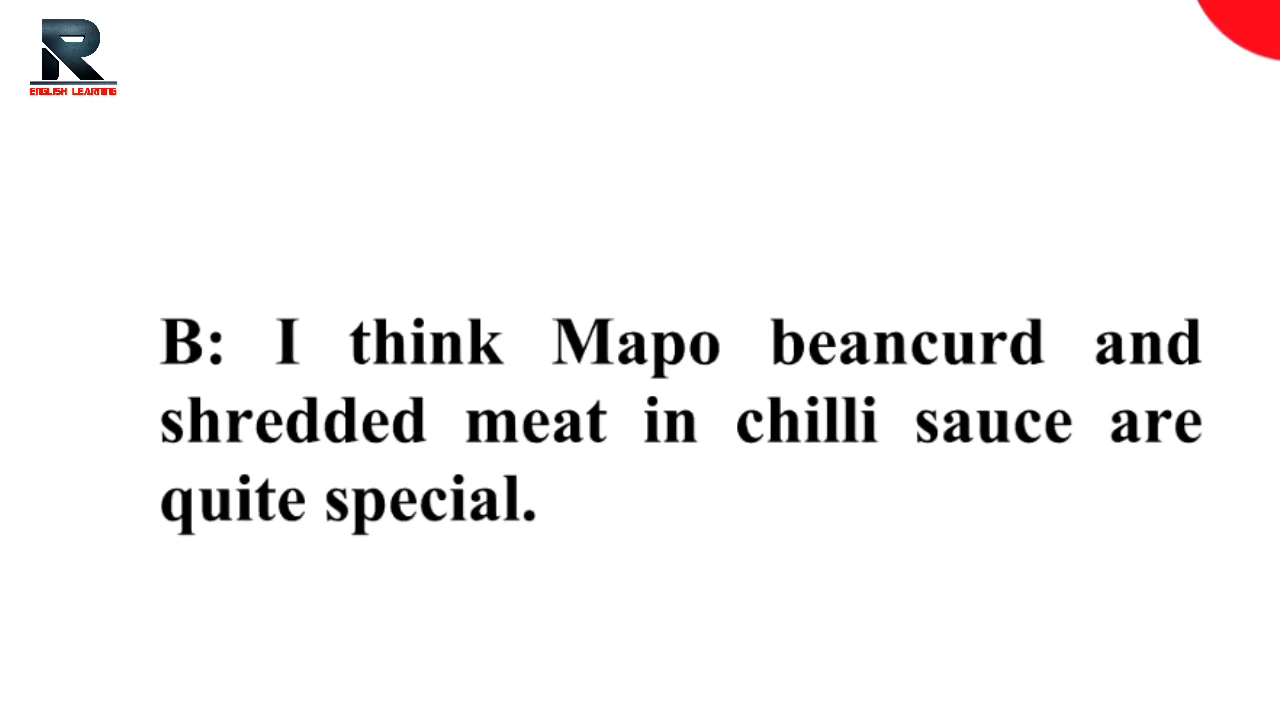 R
ENGLISH LEARNING
B: I think Mapo beancurd and
shredded meat in chilli sauce are
quite special.